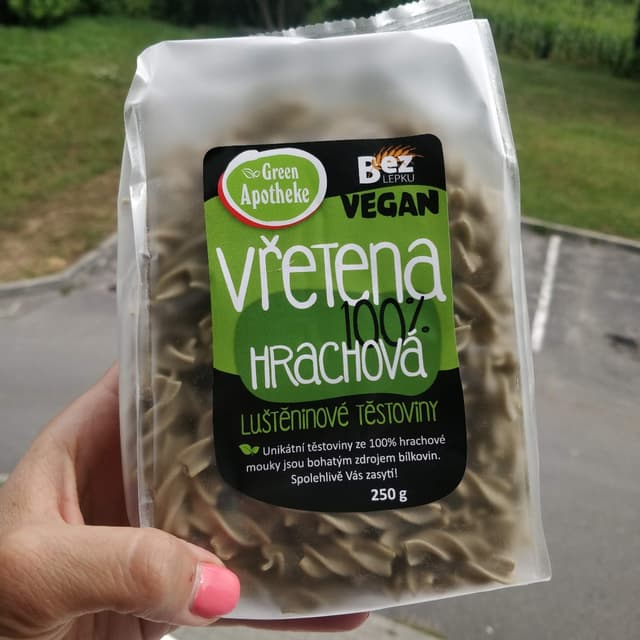 Green
Apotheke
Bez
LEPKU
VEGAN
VŘETENA
100%
HRACHOVÁ
LUŠTĚNINOVÉ TĚSTOVINY
Unikátní těstoviny ze 100% hrachové
mouky jsou bohatým zdrojem bílkovin.
Spolehlivě Vás zasytí!
250 g